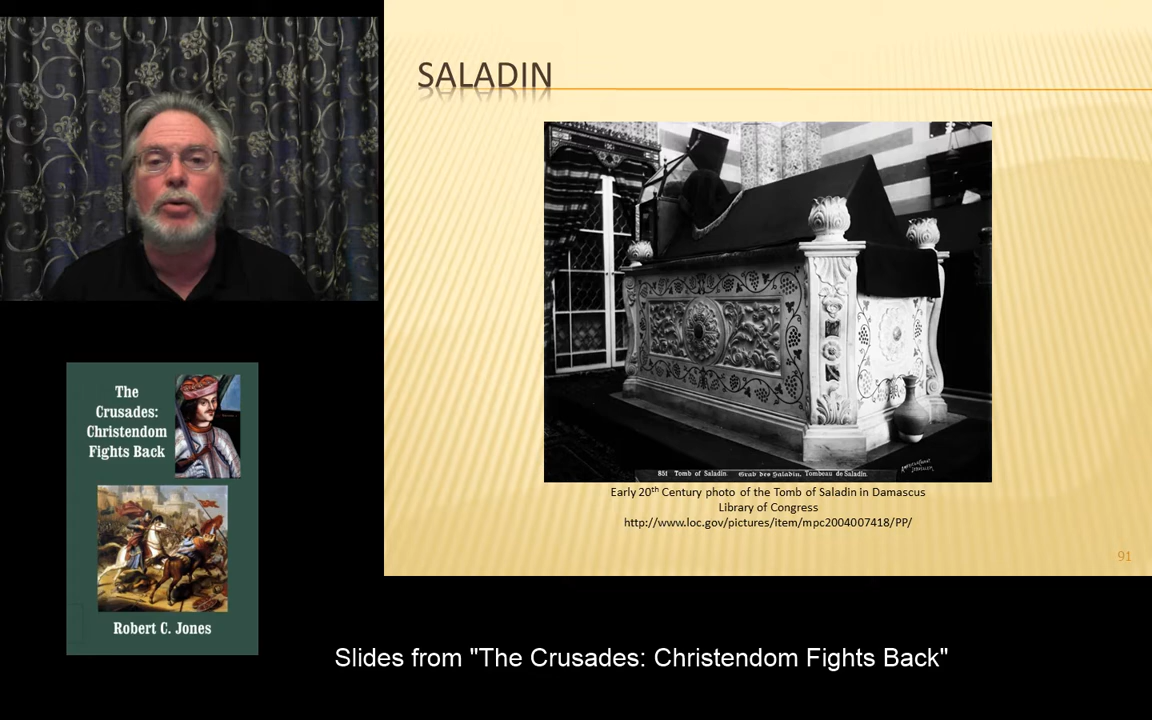 SALADIN
851 Tomb of Saladin. Grab des Saladin. Tombeau de Saladin.
Early 20th Century photo of the Tomb of Saladin in Damascus
Library of Congress
http://www.loc.gov/pictures/item/mpc2004007418/PP/
91
The
Crusades:
Christendom
Fights Back
Robert C. Jones
Slides from "The Crusades: Christendom Fights Back"